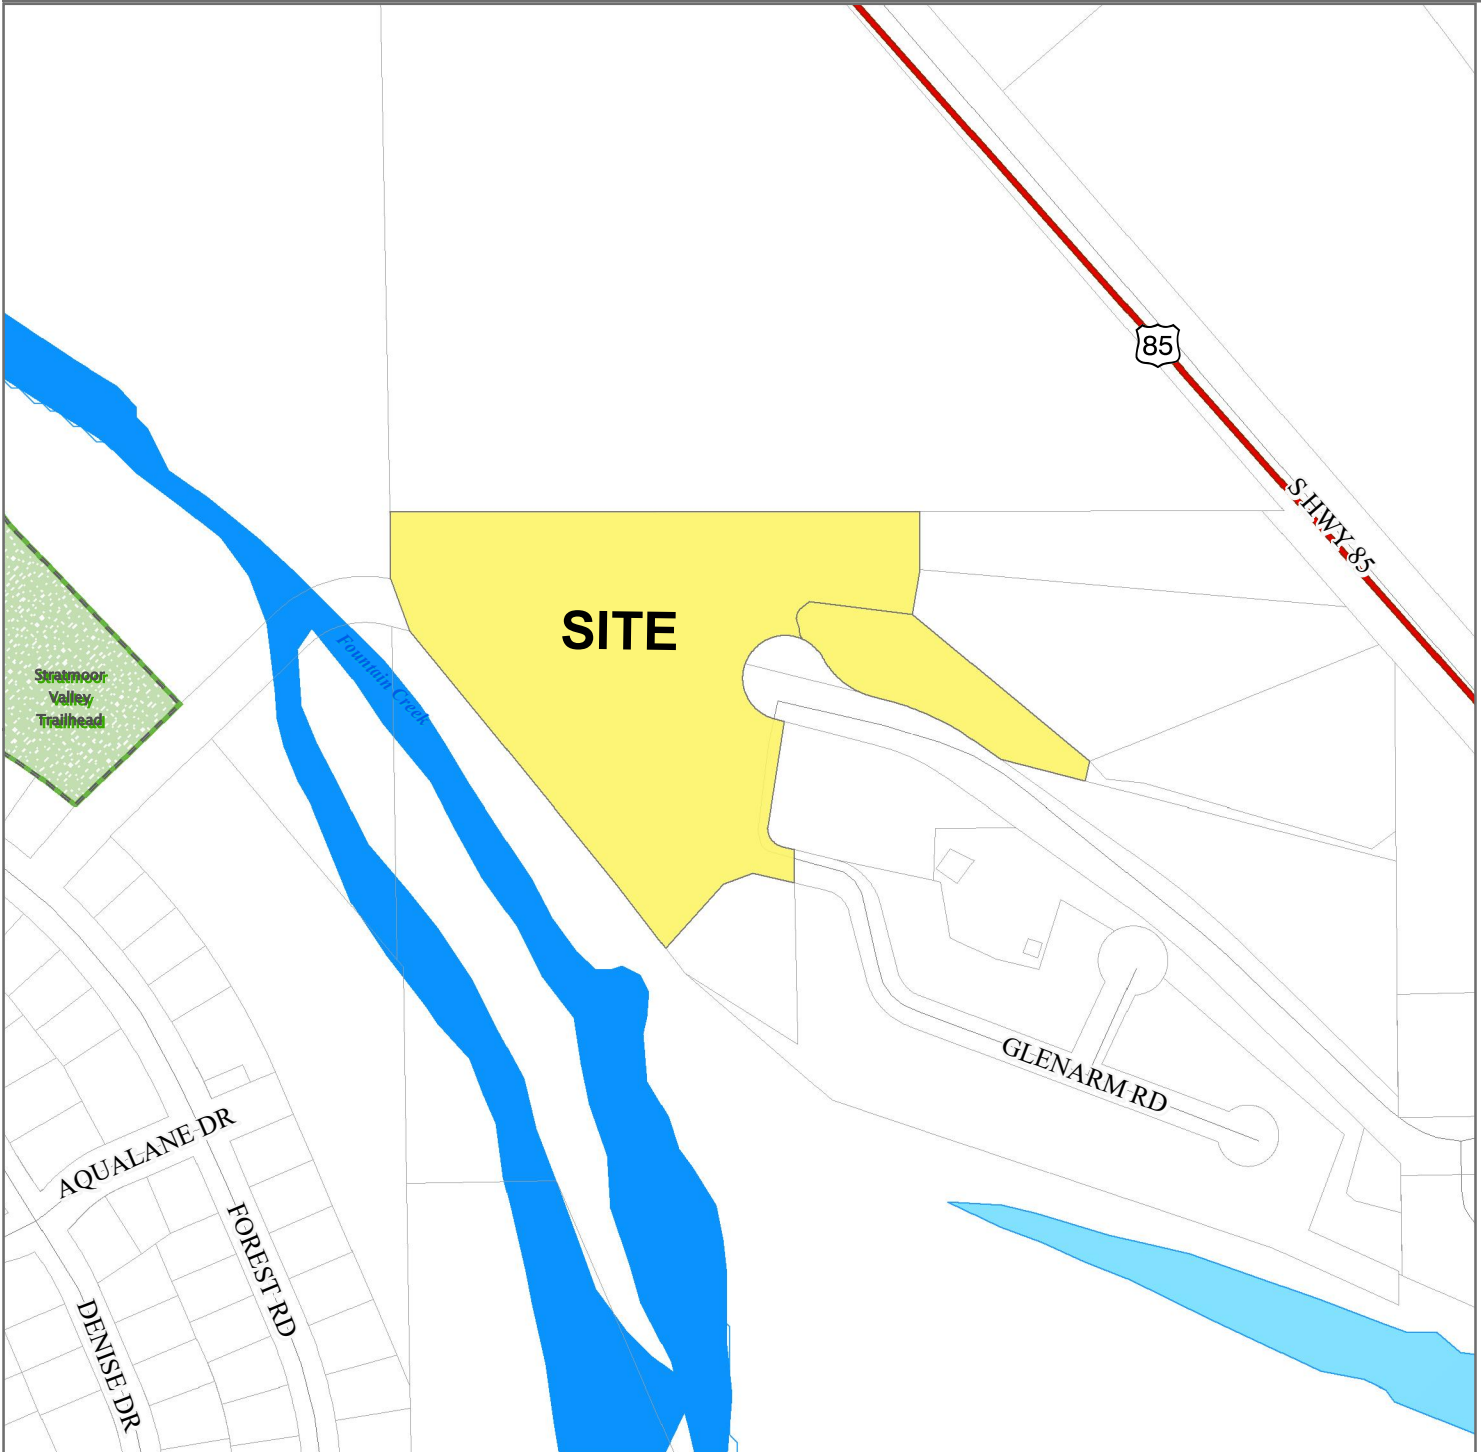 85
S HWY 85
SITE
Fountain Creek
Stratmoor
Valley
Trailhead
GLENARM RD
AQUALANE DR
FOREST RD
DENISE DR